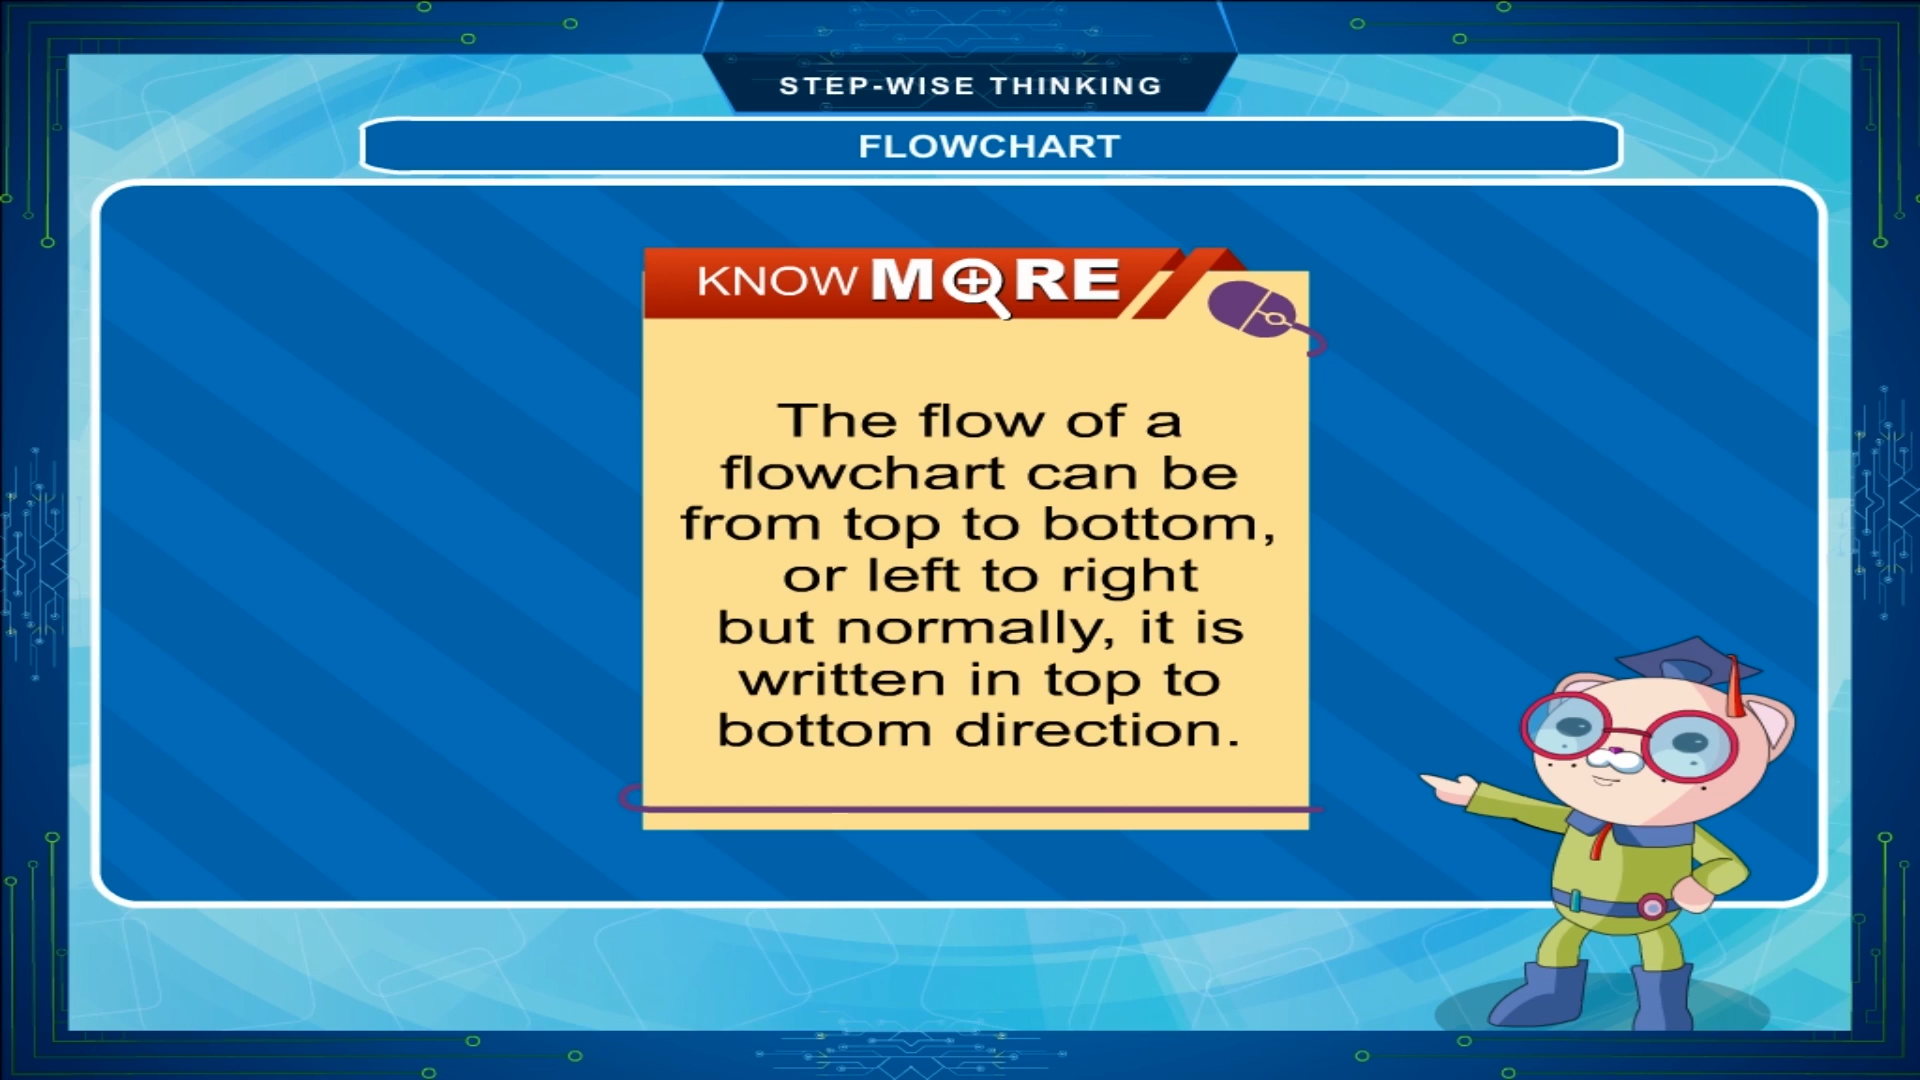 STEP-WISE THINKING
FLOWCHART
KNOW MORE
The flow of a
flowchart can be
from top to bottom,
or left to right
but normally, it is
written in top to
bottom direction.